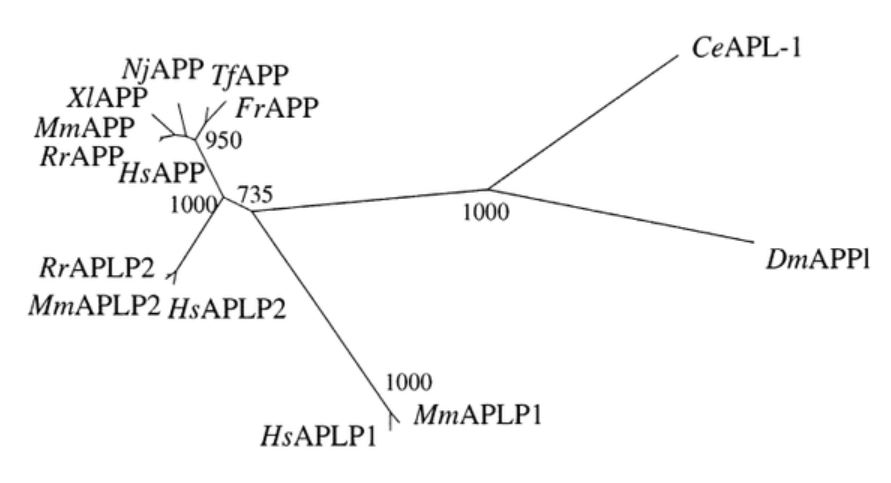 CeAPL-1
NjAPP TfAPP
XlAPP FrAPP
MmAPP 950
RrAPP HsAPP
1000 735
1000
DmAPPl
RrAPLP2
MmAPLP2 HsAPLP2
1000
MmAPLP1
HsAPLP1